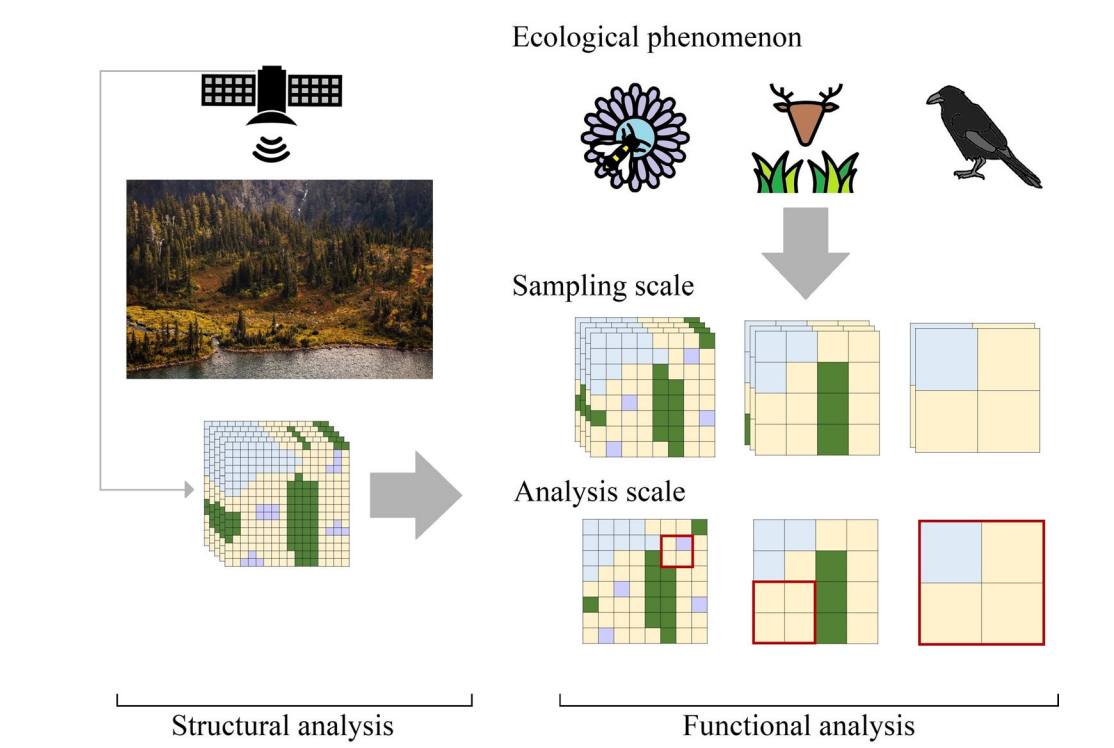 Ecological phenomenon
Sampling scale
Analysis scale
Structural analysis
Functional analysis